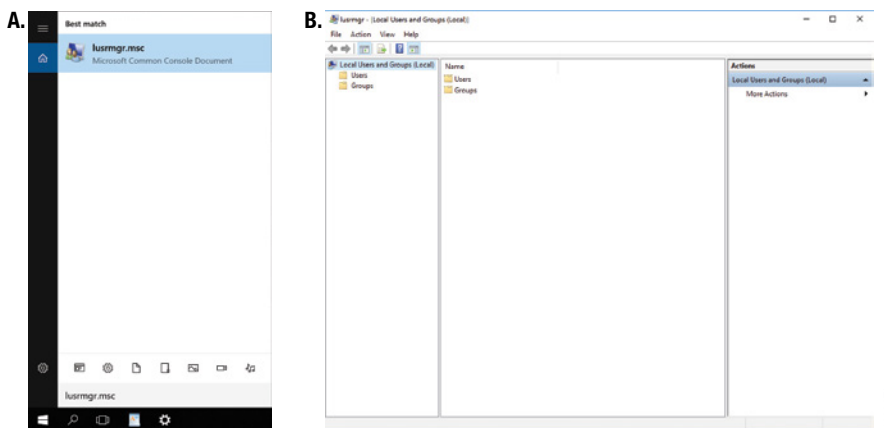 A.
Best match
lusrmgr.msc
Microsoft Common Console Document
lusrmgr.msc
B.
lusrmgr - [Local Users and Groups (Local)]
File Action View Help
Local Users and Groups (Local)
Users
Groups
Name
Users
Groups
Actions
Local Users and Groups (Local)
More Actions